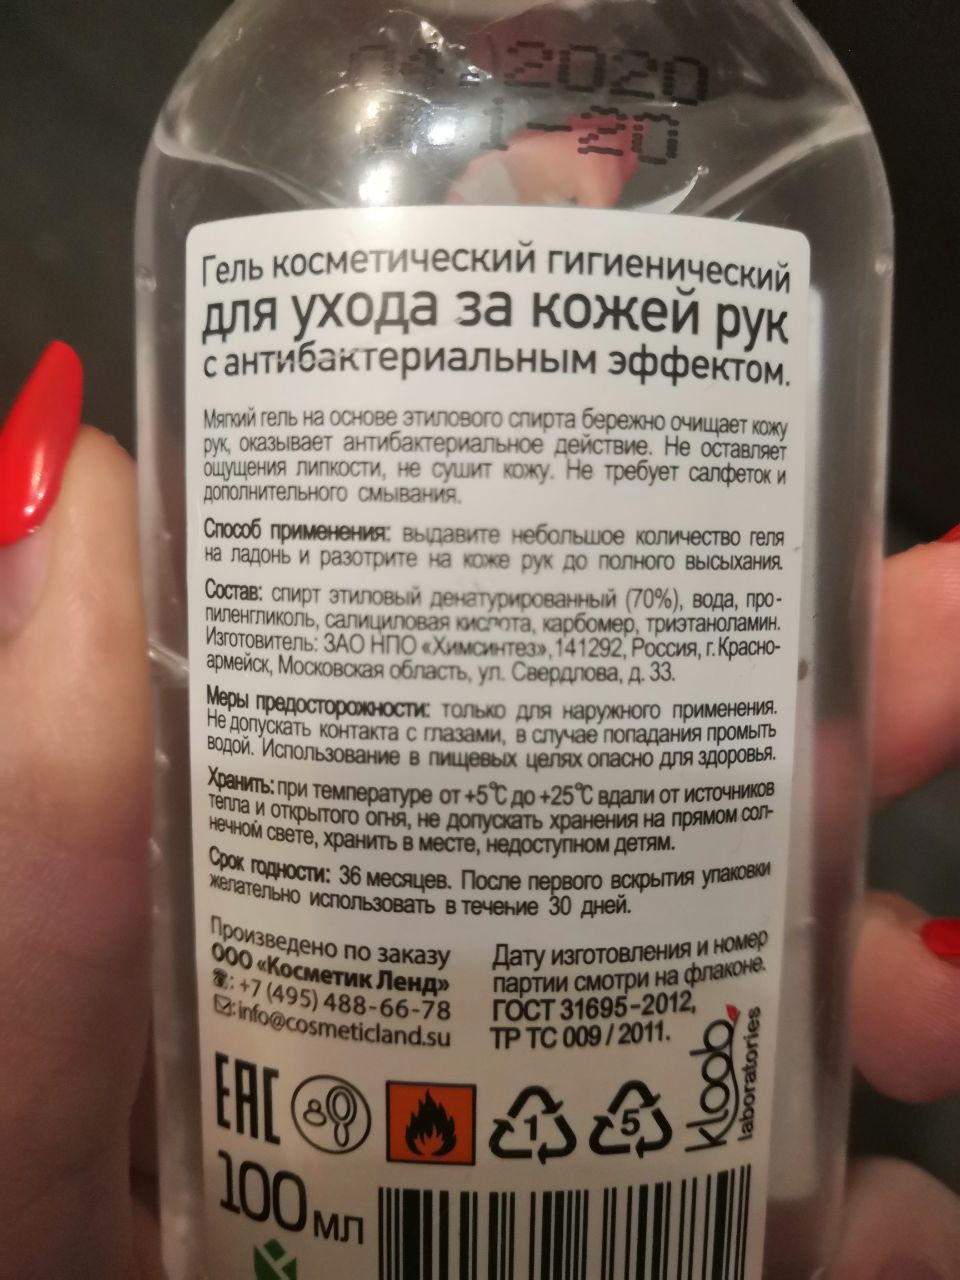 2020
Гель косметический гигиенический
для ухода за кожей рук
с антибактериальным эффектом.
Мягкий гель на основе этилового спирта бережно очищает кожу
рук, оказывает антибактериальное действие. Не оставляет
ощущения липкости, не сушит кожу. Не требует салфеток и
дополнительного смывания.
Способ применения: выдавите небольшое количество геля
на ладонь и разотрите на коже рук до полного высыхания.
Состав: спирт этиловый денатурированный (70%), вода, про-
пиленгликоль, салициловая кислота, карбомер, триэтаноламин.
Изготовитель: ЗАО НПО «Химсинтез», 141292, Россия, г. Красно-
армейск, Московская область, ул. Свердлова, д. 33.
Меры предосторожности: только для наружного применения.
Не допускать контакта с глазами, в случае попадания промыть
водой. Использование в пищевых целях опасно для здоровья.
Хранить: при температуре от +5°С до +25°С вдали от источников
тепла и открытого огня, не допускать хранения на прямом сол-
нечной свете, хранить в месте, недоступном детям.
Срок годности: 36 месяцев. После первого вскрытия упаковки
желательно использовать в течение 30 дней.
Произведено по заказу
ООО «Косметик Ленд»
☎: +7 (495) 488-66-78
✉: info@cosmeticland.su
Дату изготовления и номер
партии смотри на флаконе.
ГОСТ 31695-2012,
ТР ТС 009 / 2011.
kloob
laboratories
ЕАС
1
5
100 мл